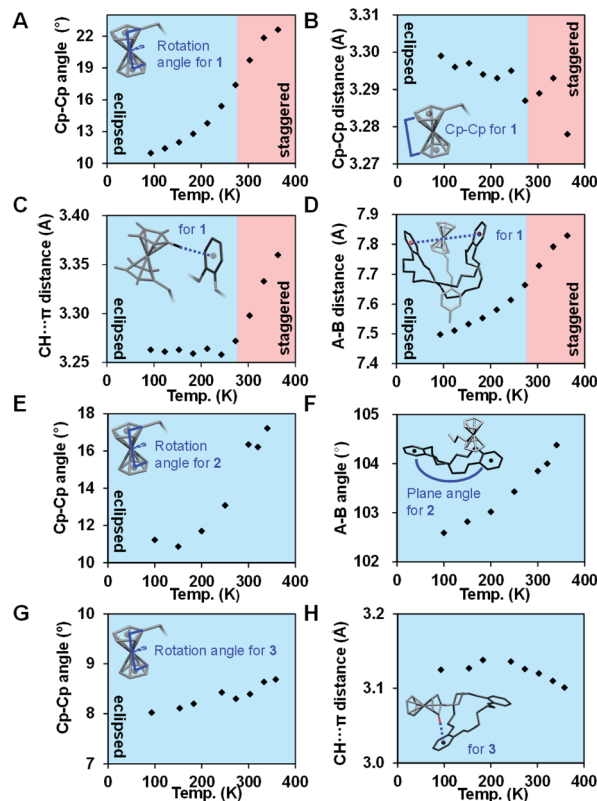 A
Cp-Cp angle (°)
22
19
16
13
10
Rotation
angle for 1
eclipsed
staggered
0 100 200 300 400
Temp. (K)
B
Cp-Cp distance (Å)
3.31
3.30
3.29
3.28
3.27
eclipsed
Cp-Cp for 1
staggered
0 100 200 300 400
Temp. (K)
C
CH···π distance (Å)
3.40
3.35
3.30
3.25
for 1
eclipsed
staggered
0 100 200 300 400
Temp. (K)
D
A-B distance (Å)
7.9
7.8
7.7
7.6
7.5
7.4
for 1
eclipsed
staggered
0 100 200 300 400
Temp. (K)
E
Cp-Cp angle (°)
18
16
14
12
10
Rotation
angle for 2
eclipsed
0 100 200 300 400
Temp. (K)
F
A-B angle (°)
105
104
103
102
Plane angle
for 2
0 100 200 300 400
Temp. (K)
G
Cp-Cp angle (°)
10
9
8
7
Rotation angle for 3
eclipsed
0 100 200 300 400
Temp. (K)
H
CH···π distance (Å)
3.2
3.1
3.0
for 3
0 100 200 300 400
Temp. (K)